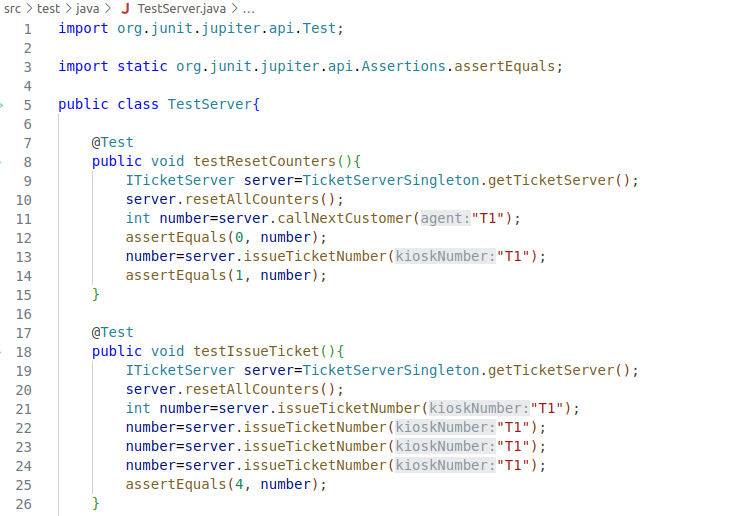 src > test > java > J TestServer.java > ...
1 import org.junit.jupiter.api.Test;
2
3 import static org.junit.jupiter.api.Assertions.assertEquals;
4
5 public class TestServer{
6
7     @Test
8     public void testResetCounters(){
9         ITicketServer server=TicketServerSingleton.getTicketServer();
10         server.resetAllCounters();
11         int number=server.callNextCustomer(agent:"T1");
12         assertEquals(0, number);
13         number=server.issueTicketNumber(kioskNumber:"T1");
14         assertEquals(1, number);
15     }
16
17     @Test
18     public void testIssueTicket(){
19         ITicketServer server=TicketServerSingleton.getTicketServer();
20         server.resetAllCounters();
21         int number=server.issueTicketNumber(kioskNumber:"T1");
22         number=server.issueTicketNumber(kioskNumber:"T1");
23         number=server.issueTicketNumber(kioskNumber:"T1");
24         number=server.issueTicketNumber(kioskNumber:"T1");
25         assertEquals(4, number);
26     }